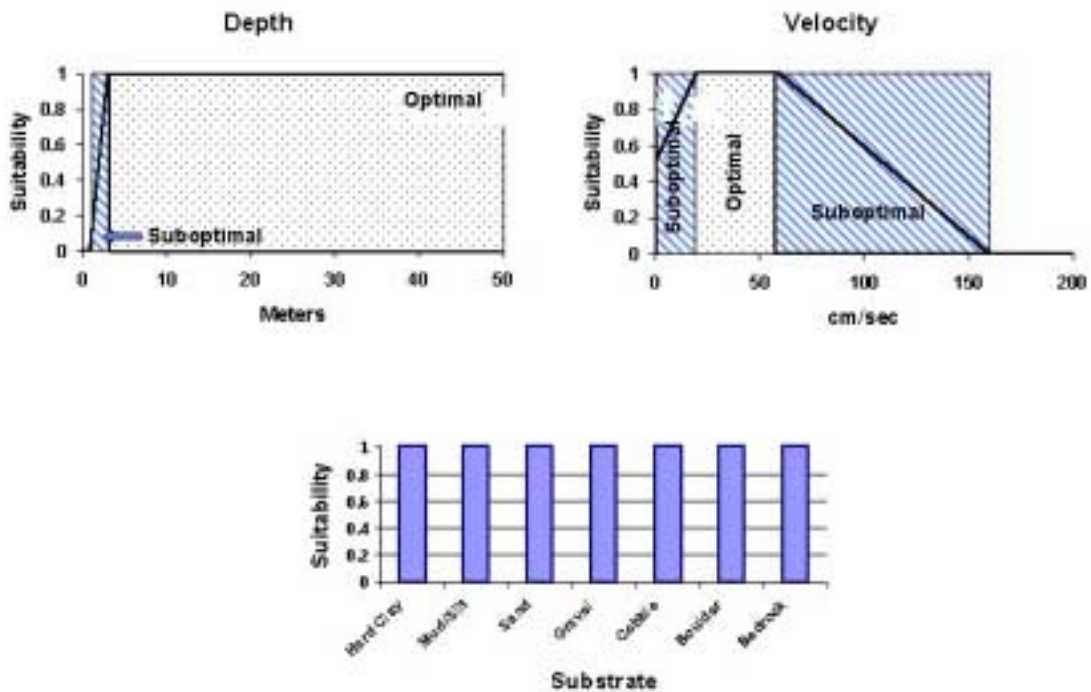 Depth
Velocity
1
0.8
0.6
0.4
0.2
0
Suitability
Optimal
Suboptimal
0 10 20 30 40 50
Meters
1
0.8
0.6
0.4
0.2
0
Suitability
Suboptimal
Optimal
Suboptimal
0 50 100 150 200
cm/sec
1
0.8
0.6
0.4
0.2
0
Suitability
Hard Clay
Mud/Silt
Sand
Gravel
Cobble
Boulder
Bedrock
Substrate